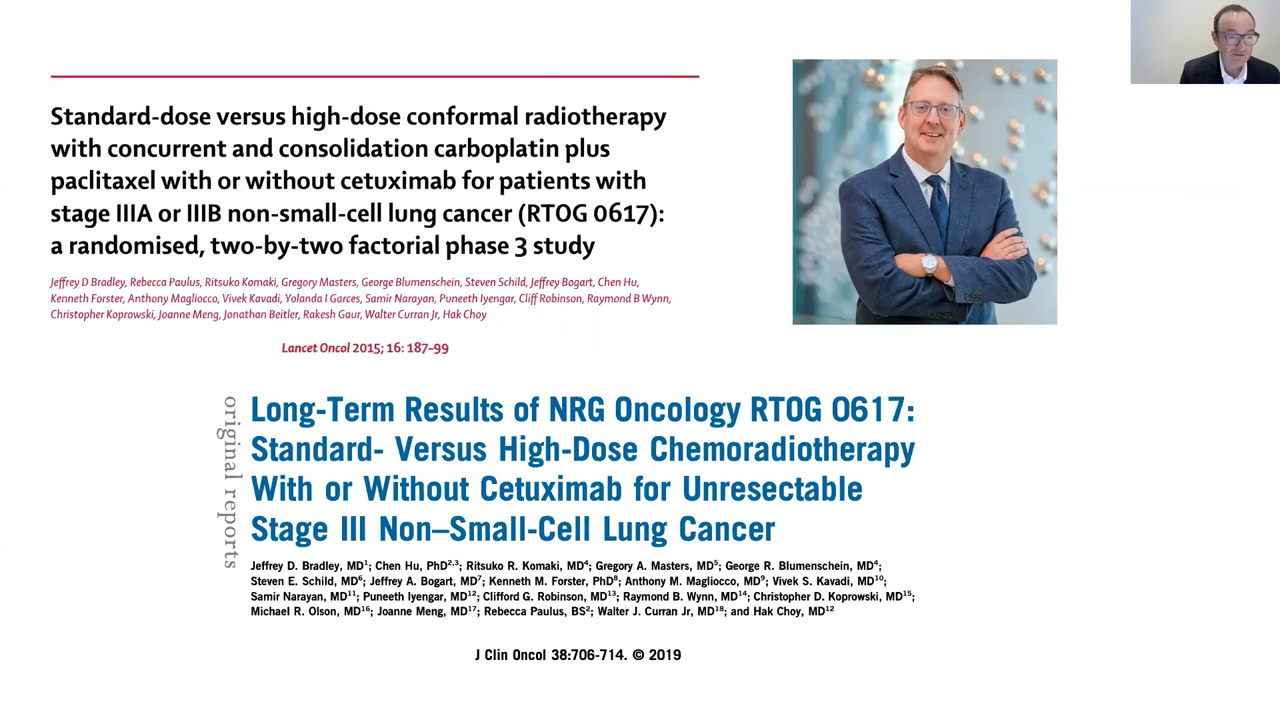 Standard-dose versus high-dose conformal radiotherapy
with concurrent and consolidation carboplatin plus
paclitaxel with or without cetuximab for patients with
stage IIIA or IIIB non-small-cell lung cancer (RTOG 0617):
a randomised, two-by-two factorial phase 3 study
Jeffrey D Bradley, Rebecca Paulus, Ritsuko Komaki, Gregory Masters, George Blumenschein, Steven Schild, Jeffrey Bogart, Chen Hu,
Kenneth Forster, Anthony Magliocco, Vivek Kavadi, Yolanda I Garces, Samir Narayan, Puneeth Iyengar, Cliff Robinson, Raymond B Wynn,
Christopher Koprowski, Joanne Meng, Jonathan Beitler, Rakesh Gaur, Walter Curran Jr, Hak Choy
Lancet Oncol 2015; 16: 187–99
original reports
Long-Term Results of NRG Oncology RTOG 0617:
Standard- Versus High-Dose Chemoradiotherapy
With or Without Cetuximab for Unresectable
Stage III Non–Small-Cell Lung Cancer
Jeffrey D. Bradley, MD1; Chen Hu, PhD2,3; Ritsuko R. Komaki, MD4; Gregory A. Masters, MD5; George R. Blumenschein, MD4;
Steven E. Schild, MD6; Jeffrey A. Bogart, MD7; Kenneth M. Forster, PhD8; Anthony M. Magliocco, MD9; Vivek S. Kavadi, MD10;
Samir Narayan, MD11; Puneeth Iyengar, MD12; Clifford G. Robinson, MD13; Raymond B. Wynn, MD14; Christopher D. Koprowski, MD15;
Michael R. Olson, MD16; Joanne Meng, MD17; Rebecca Paulus, BS2; Walter J. Curran Jr, MD18; and Hak Choy, MD12
J Clin Oncol 38:706-714. © 2019